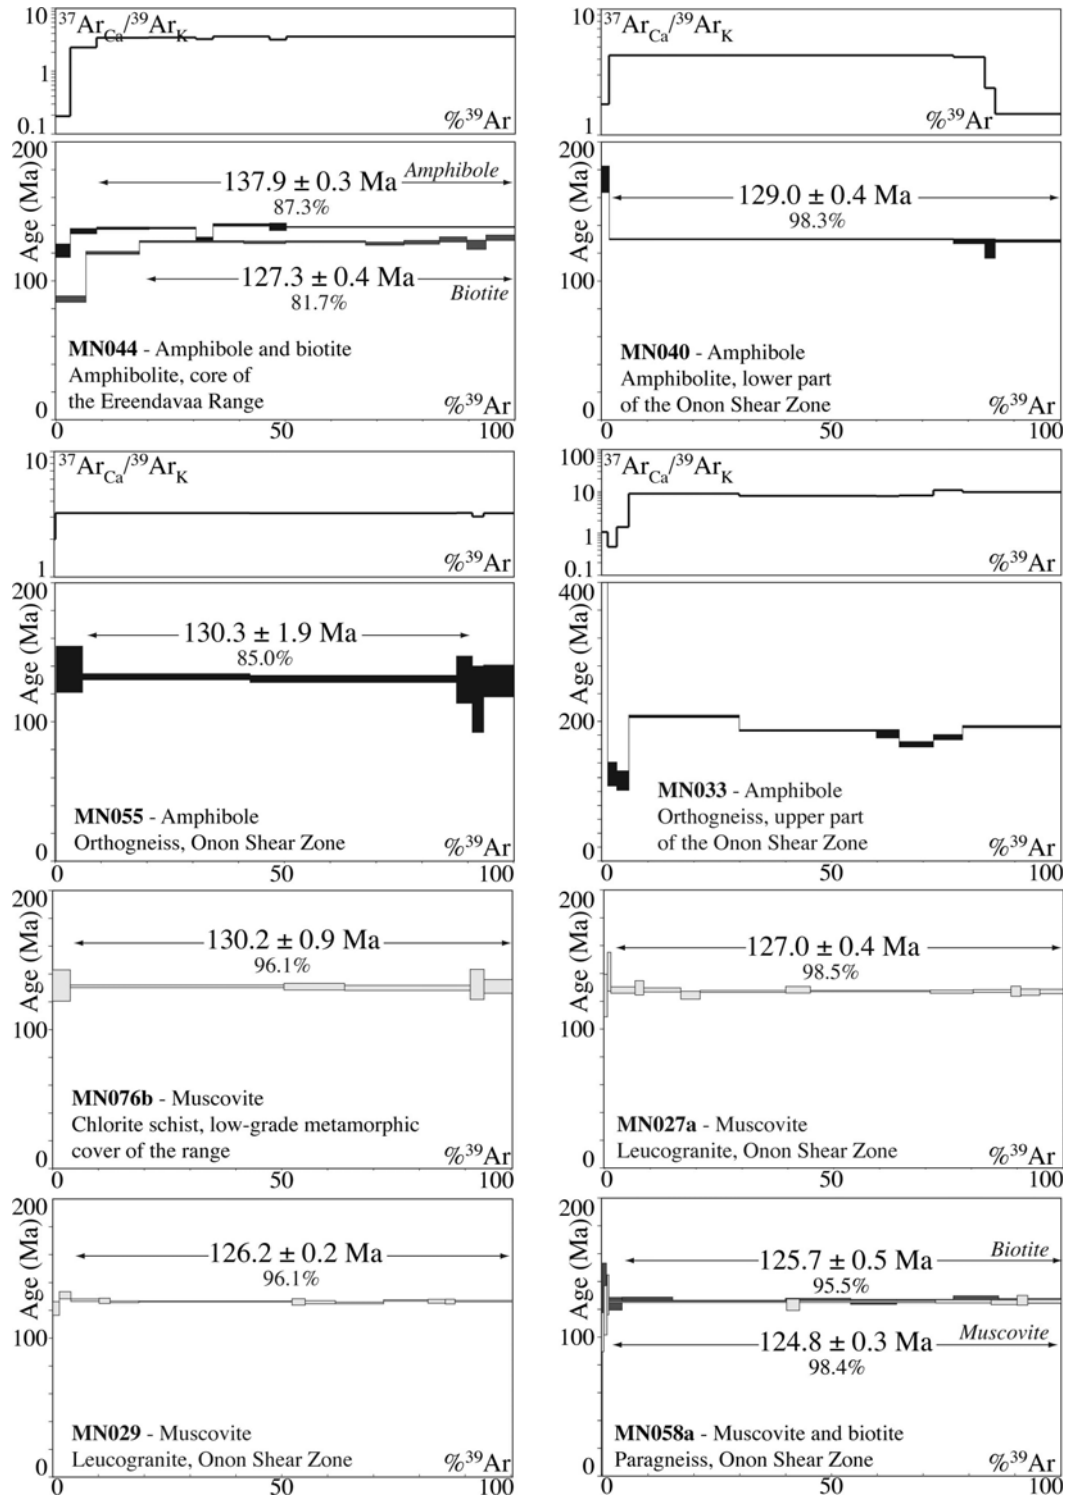 10
37ArCa/39ArK
1
0.1
%39Ar
200
Age (Ma)
Amphibole
137.9 ± 0.3 Ma
87.3%
100
127.3 ± 0.4 Ma
Biotite
81.7%
MN044 - Amphibole and biotite
Amphibolite, core of
the Ereendavaa Range
%39Ar
0
0 50 100
10
37ArCa/39ArK
1
%39Ar
200
Age (Ma)
129.0 ± 0.4 Ma
98.3%
100
MN040 - Amphibole
Amphibolite, lower part
of the Onon Shear Zone
%39Ar
0
0 50 100
10
37ArCa/39ArK
1
%39Ar
200
Age (Ma)
130.3 ± 1.9 Ma
85.0%
100
MN055 - Amphibole
Orthogneiss, Onon Shear Zone
%39Ar
0
0 50 100
100
37ArCa/39ArK
10
1
0.1
%39Ar
400
Age (Ma)
200
MN033 - Amphibole
Orthogneiss, upper part
of the Onon Shear Zone
%39Ar
0
0 50 100
200
Age (Ma)
130.2 ± 0.9 Ma
96.1%
100
MN076b - Muscovite
Chlorite schist, low-grade metamorphic
cover of the range
%39Ar
0
0 50 100
200
Age (Ma)
127.0 ± 0.4 Ma
98.5%
100
MN027a - Muscovite
Leucogranite, Onon Shear Zone
%39Ar
0
0 50 100
200
Age (Ma)
126.2 ± 0.2 Ma
96.1%
100
MN029 - Muscovite
Leucogranite, Onon Shear Zone
%39Ar
0
0 50 100
200
Age (Ma)
Biotite
125.7 ± 0.5 Ma
95.5%
100
Muscovite
124.8 ± 0.3 Ma
98.4%
MN058a - Muscovite and biotite
Paragneiss, Onon Shear Zone
%39Ar
0
0 50 100